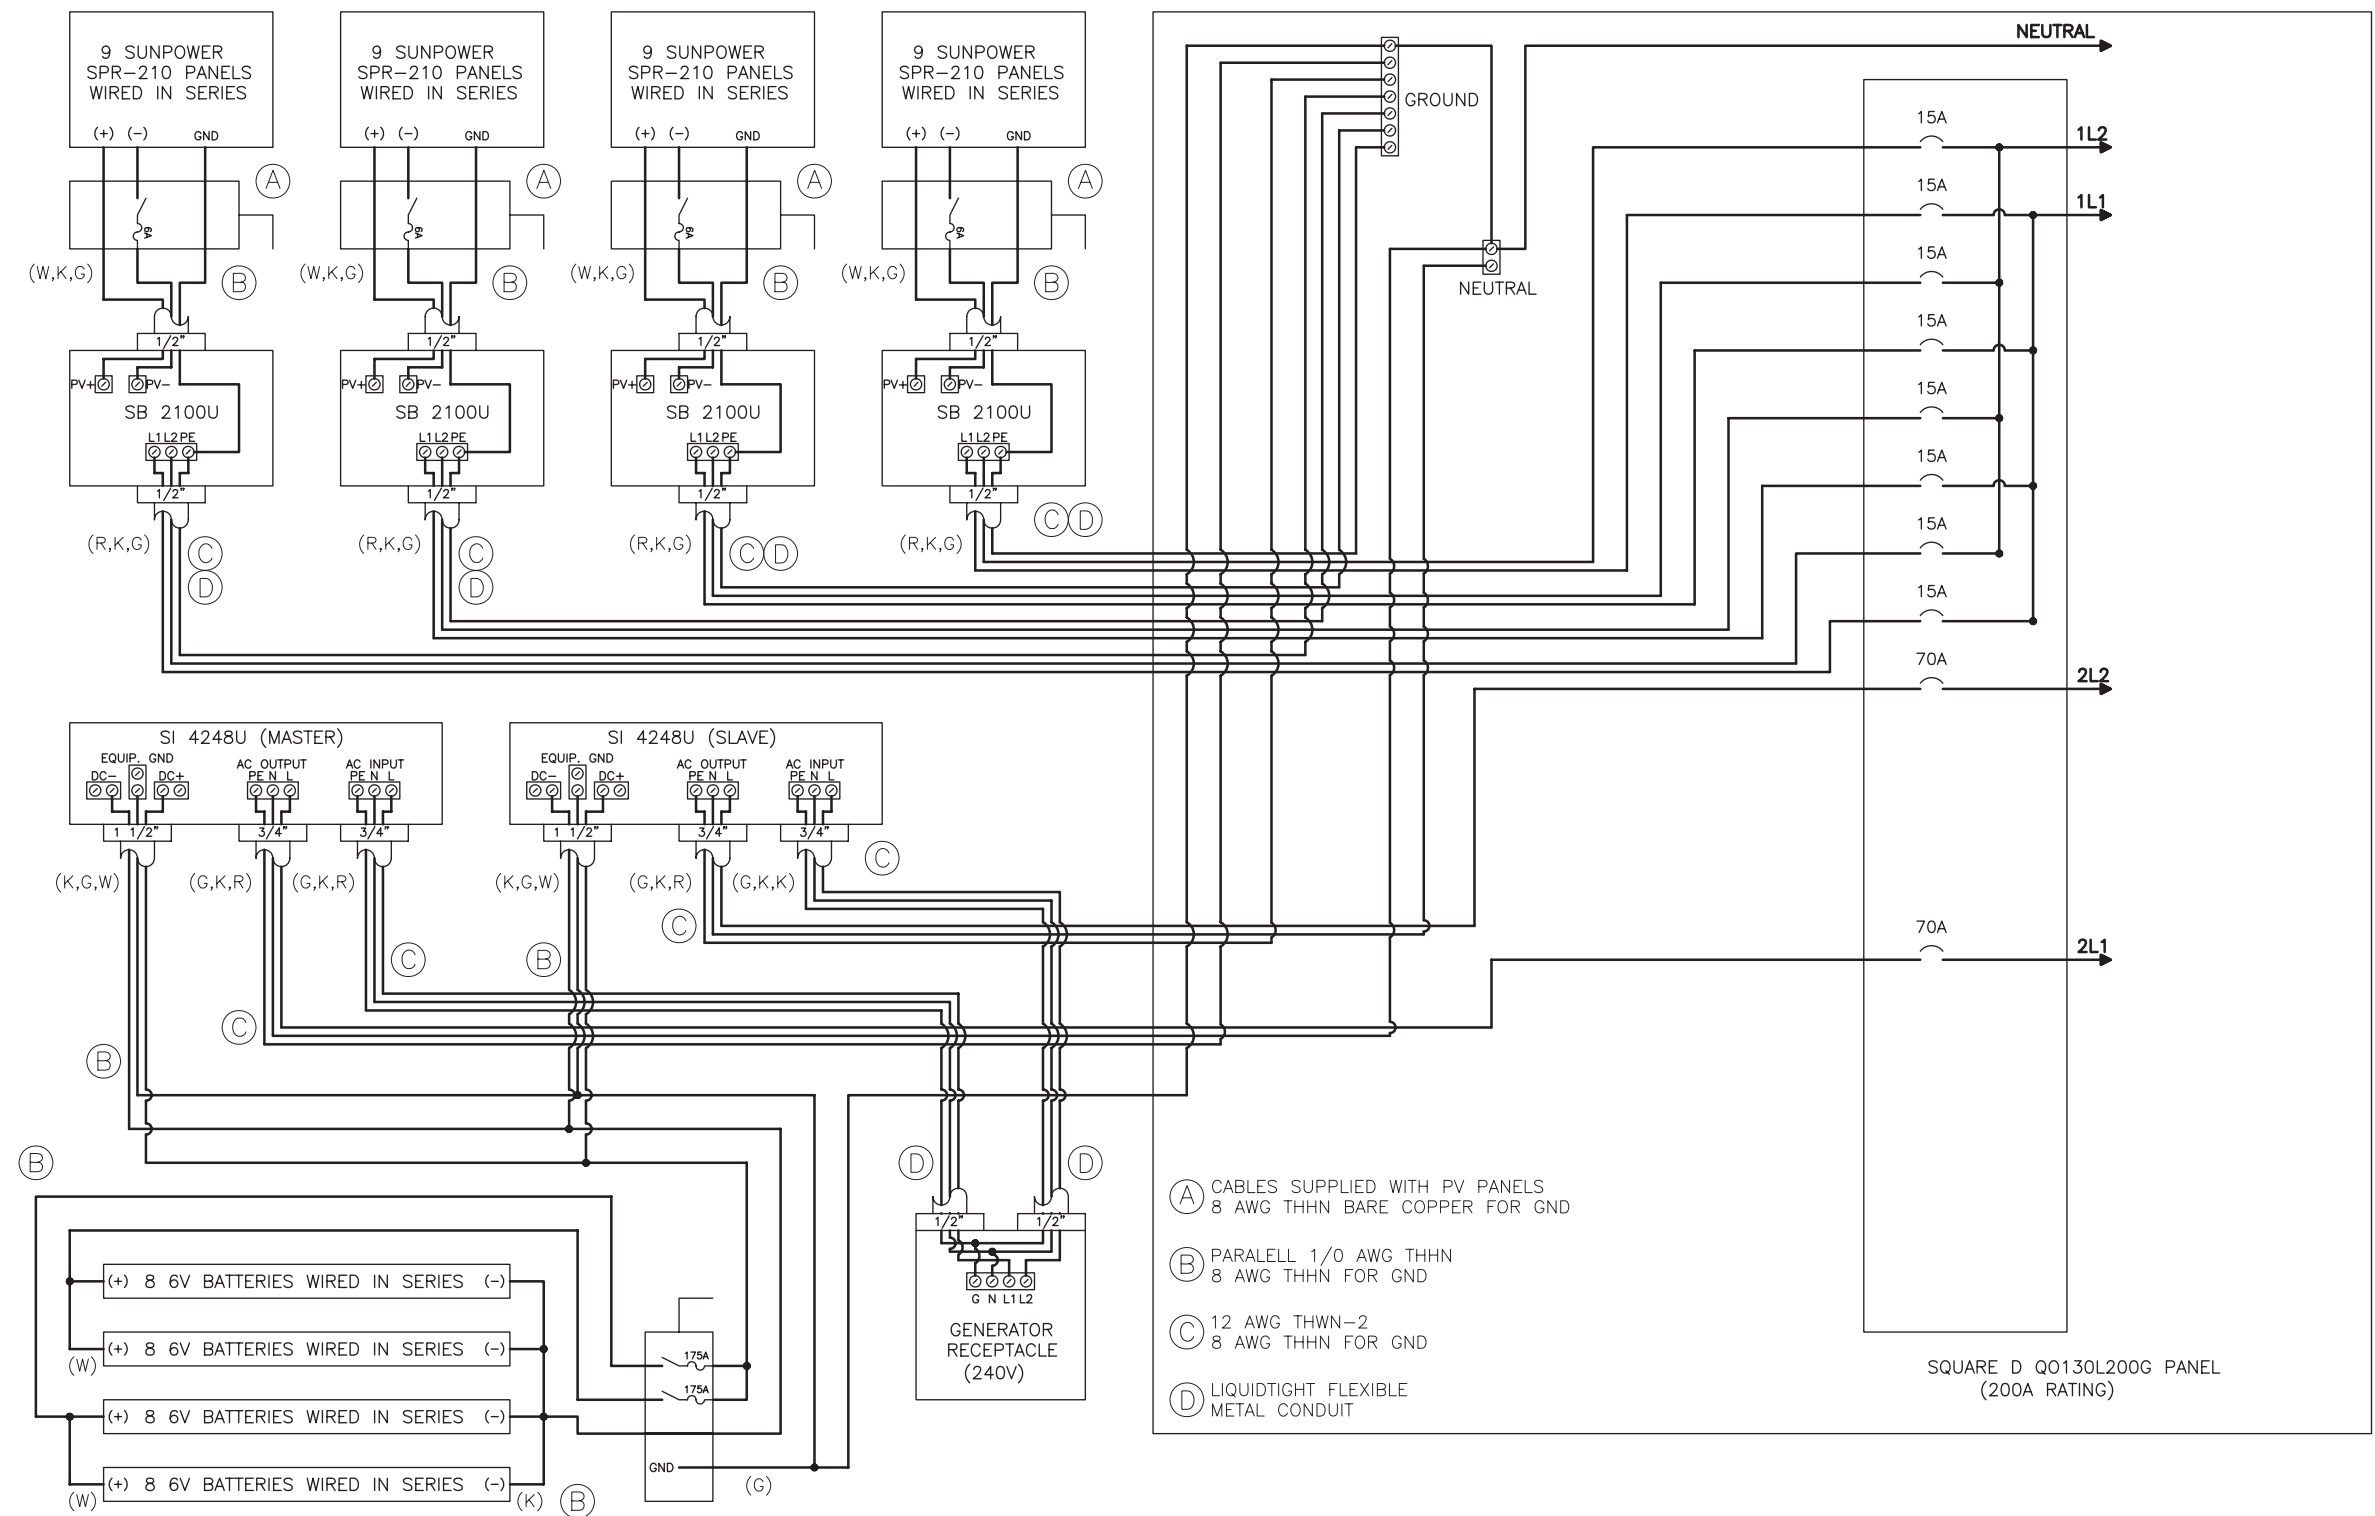 9 SUNPOWER
SPR-210 PANELS
WIRED IN SERIES
(+) (-) GND
A
6A
(W,K,G)
B
1/2"
PV+ PV-
SB 2100U
L1 L2 PE
1/2"
(R,K,G)
C
D
9 SUNPOWER
SPR-210 PANELS
WIRED IN SERIES
(+) (-) GND
A
6A
(W,K,G)
B
1/2"
PV+ PV-
SB 2100U
L1 L2 PE
1/2"
(R,K,G)
C
D
9 SUNPOWER
SPR-210 PANELS
WIRED IN SERIES
(+) (-) GND
A
6A
(W,K,G)
B
1/2"
PV+ PV-
SB 2100U
L1 L2 PE
1/2"
(R,K,G)
C D
9 SUNPOWER
SPR-210 PANELS
WIRED IN SERIES
(+) (-) GND
A
6A
(W,K,G)
B
1/2"
PV+ PV-
SB 2100U
L1 L2 PE
1/2"
(R,K,G)
C D
NEUTRAL
GROUND
NEUTRAL
15A
1L2
15A
1L1
15A
15A
15A
15A
15A
15A
70A
2L2
70A
2L1
SI 4248U (MASTER)
EQUIP. GND
DC- DC+
AC OUTPUT
PE N L
AC INPUT
PE N L
1 1/2"
3/4"
3/4"
(K,G,W)
(G,K,R)
(G,K,R)
C
C
B
SI 4248U (SLAVE)
EQUIP. GND
DC- DC+
AC OUTPUT
PE N L
AC INPUT
PE N L
1 1/2"
3/4"
3/4"
C
(K,G,W)
(G,K,R)
(G,K,K)
C
B
B
(+) 8 6V BATTERIES WIRED IN SERIES (-)
(+) 8 6V BATTERIES WIRED IN SERIES (-)
(W)
(+) 8 6V BATTERIES WIRED IN SERIES (-)
(+) 8 6V BATTERIES WIRED IN SERIES (-)
(W)
(K)
B
175A
175A
GND
(G)
D
D
1/2"
1/2"
G N L1 L2
GENERATOR
RECEPTACLE
(240V)
A CABLES SUPPLIED WITH PV PANELS
8 AWG THHN BARE COPPER FOR GND
B PARALELL 1/0 AWG THHN
8 AWG THHN FOR GND
C 12 AWG THWN-2
8 AWG THHN FOR GND
D LIQUIDTIGHT FLEXIBLE
METAL CONDUIT
SQUARE D QO130L200G PANEL
(200A RATING)